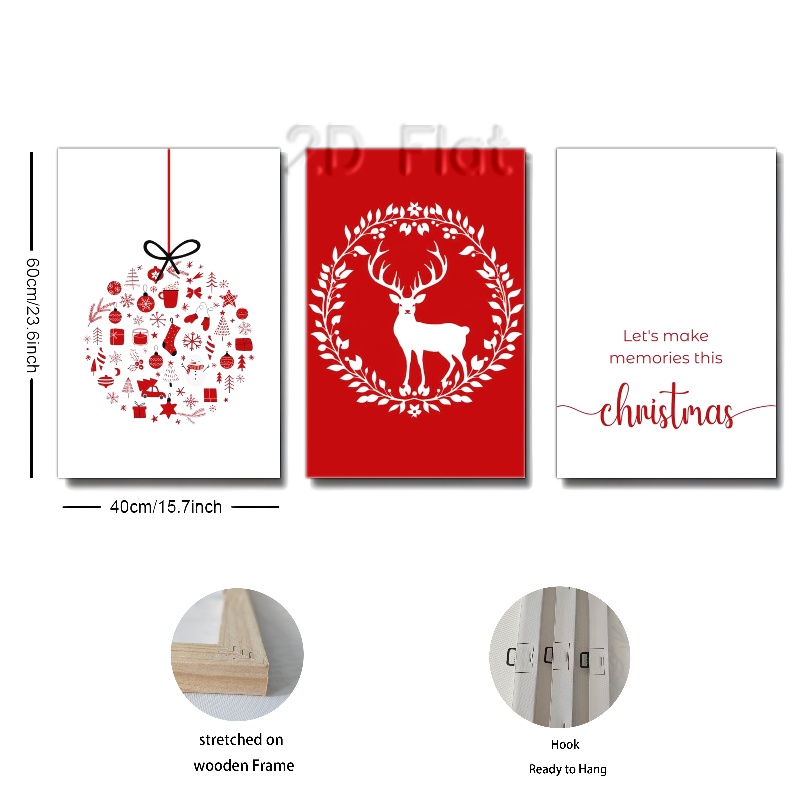 2D Flat
60cm/23.6inch
Let's make
memories this
christmas
40cm/15.7inch
stretched on
wooden Frame
Hook
Ready to Hang